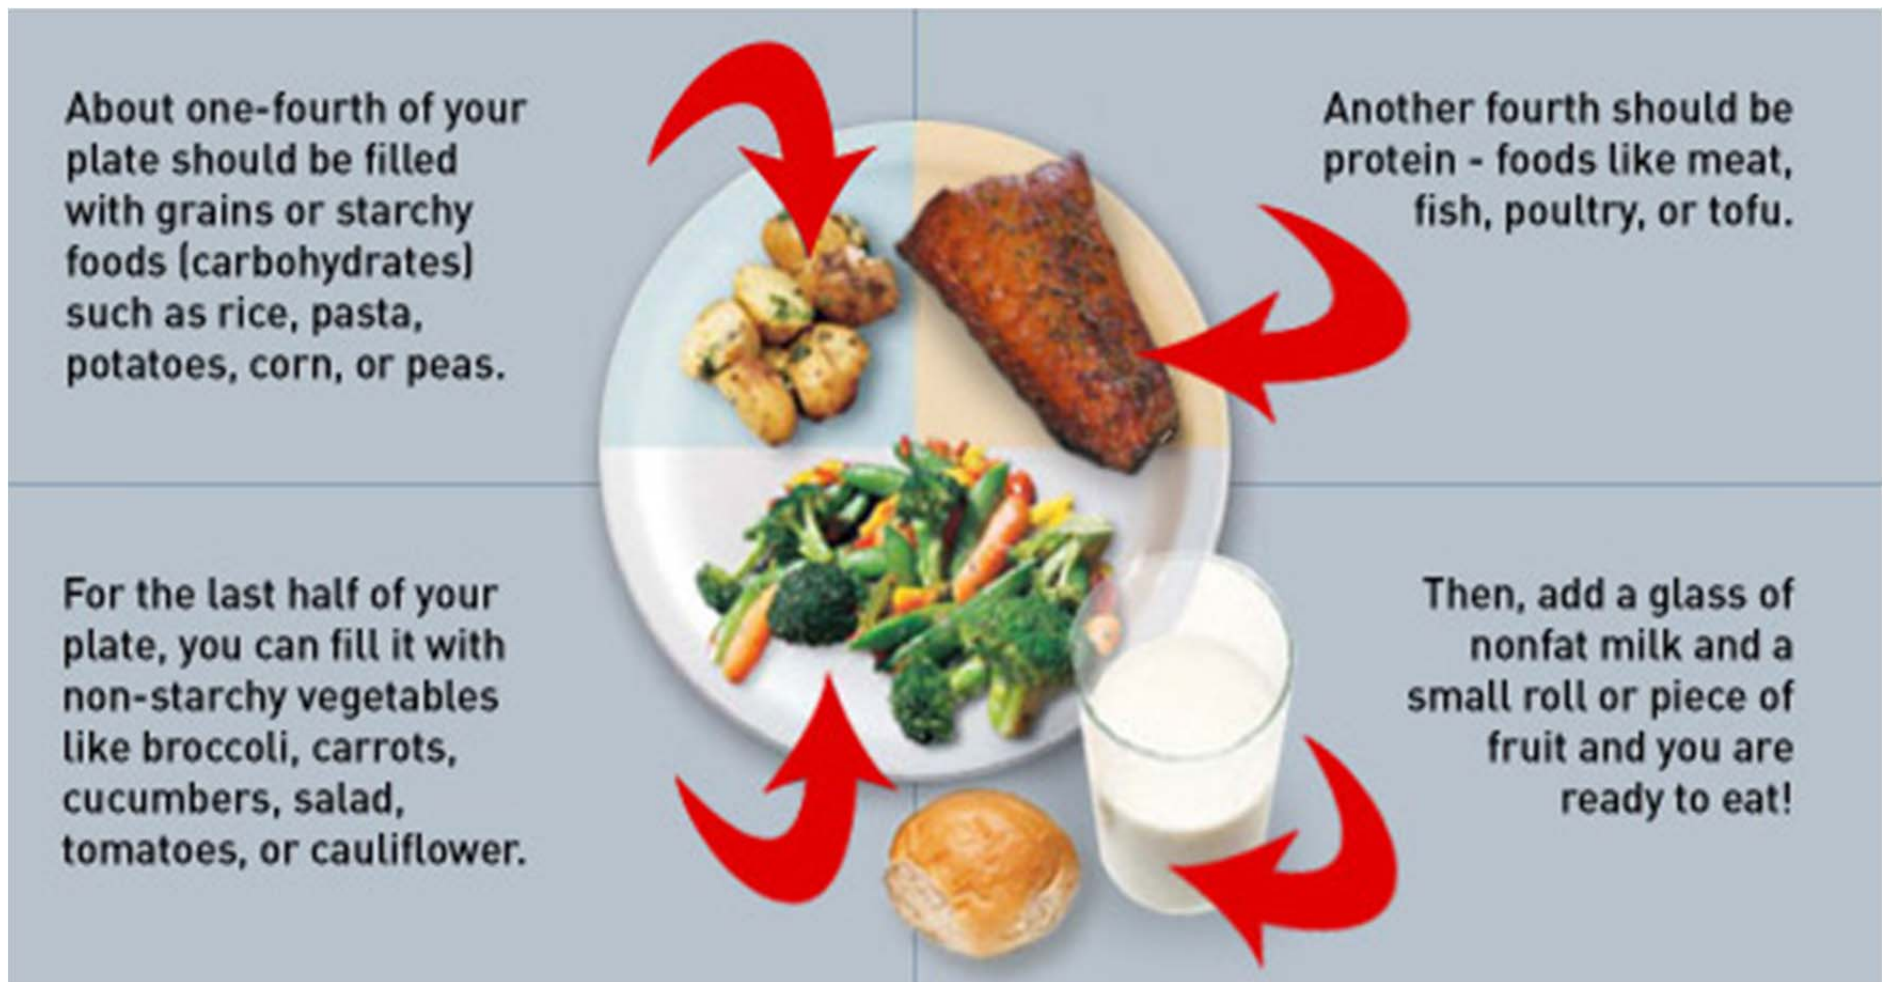 About one-fourth of your
plate should be filled
with grains or starchy
foods (carbohydrates)
such as rice, pasta,
potatoes, corn, or peas.
Another fourth should be
protein - foods like meat,
fish, poultry, or tofu.
For the last half of your
plate, you can fill it with
non-starchy vegetables
like broccoli, carrots,
cucumbers, salad,
tomatoes, or cauliflower.
Then, add a glass of
nonfat milk and a
small roll or piece of
fruit and you are
ready to eat!